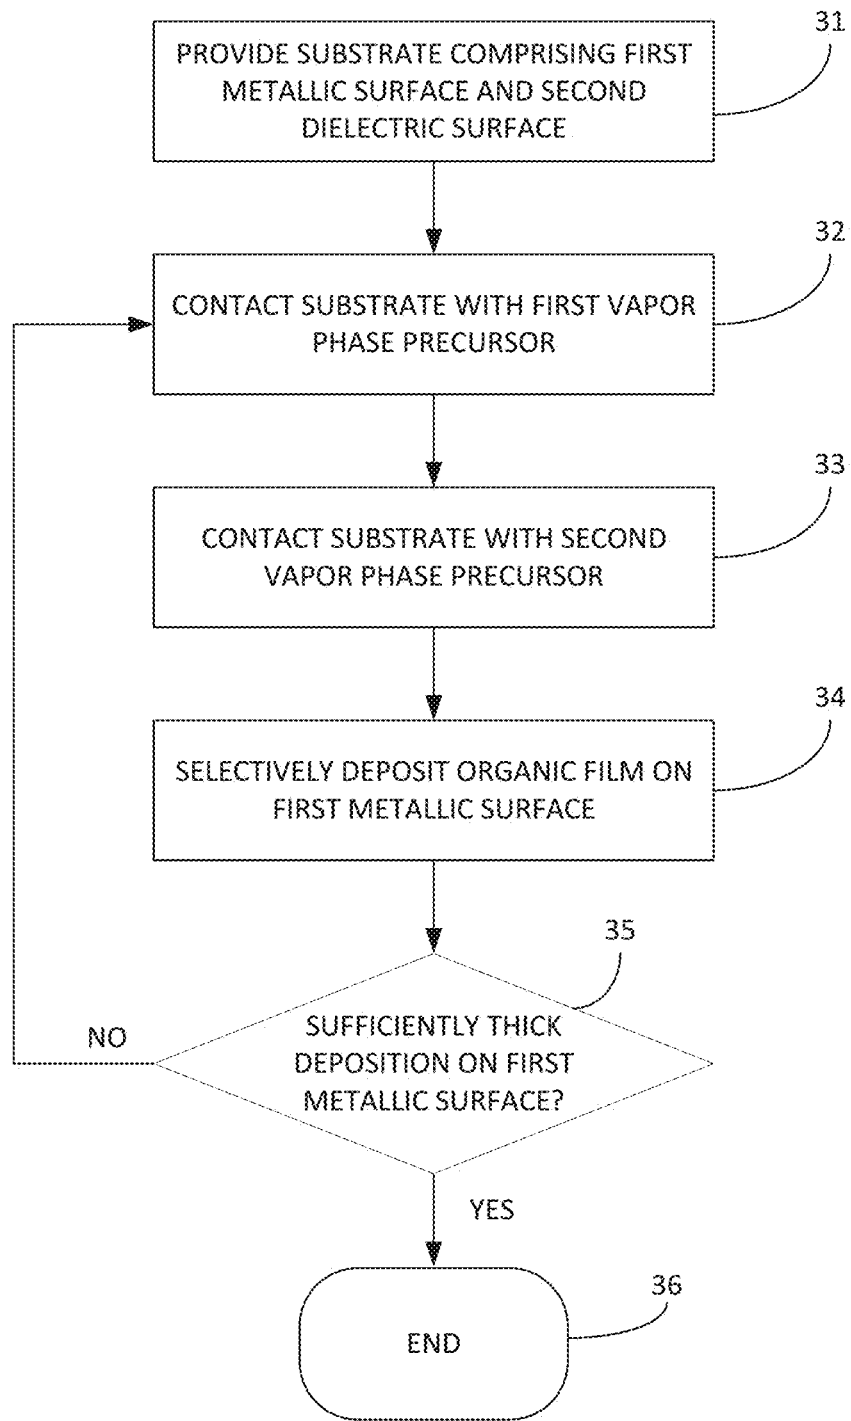 31
PROVIDE SUBSTRATE COMPRISING FIRST
METALLIC SURFACE AND SECOND
DIELECTRIC SURFACE
32
CONTACT SUBSTRATE WITH FIRST VAPOR
PHASE PRECURSOR
33
CONTACT SUBSTRATE WITH SECOND
VAPOR PHASE PRECURSOR
34
SELECTIVELY DEPOSIT ORGANIC FILM ON
FIRST METALLIC SURFACE
35
SUFFICIENTLY THICK
DEPOSITION ON FIRST
METALLIC SURFACE?
NO
YES
36
END